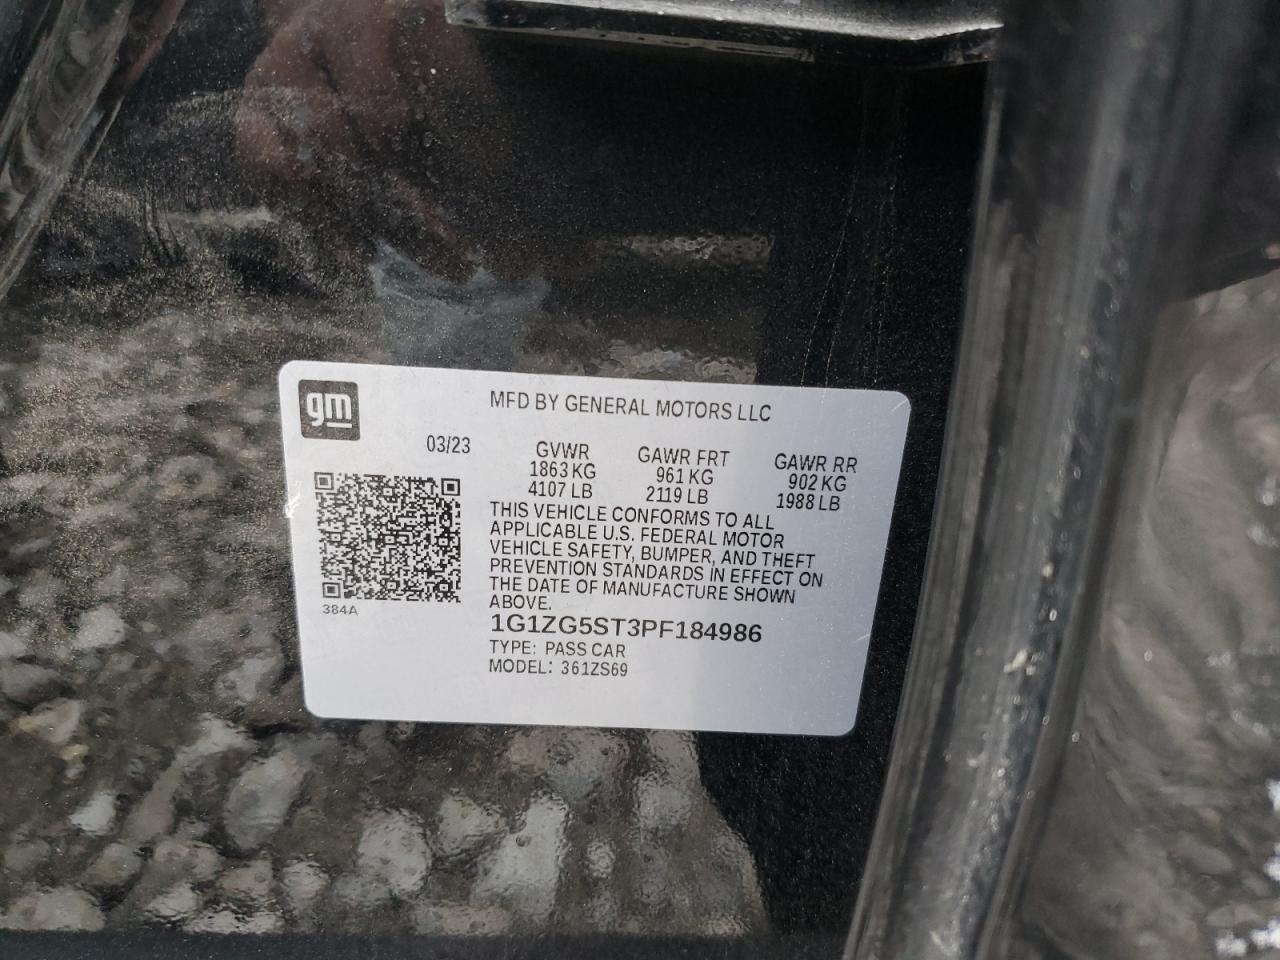 gm
MFD BY GENERAL MOTORS LLC
03/23 GVWR GAWR FRT GAWR RR
1863 KG 961 KG 902 KG
4107 LB 2119 LB 1988 LB
THIS VEHICLE CONFORMS TO ALL
APPLICABLE U.S. FEDERAL MOTOR
VEHICLE SAFETY, BUMPER, AND THEFT
PREVENTION STANDARDS IN EFFECT ON
THE DATE OF MANUFACTURE SHOWN
ABOVE.
384A
1G1ZG5ST3PF184986
TYPE: PASS CAR
MODEL: 361ZS69